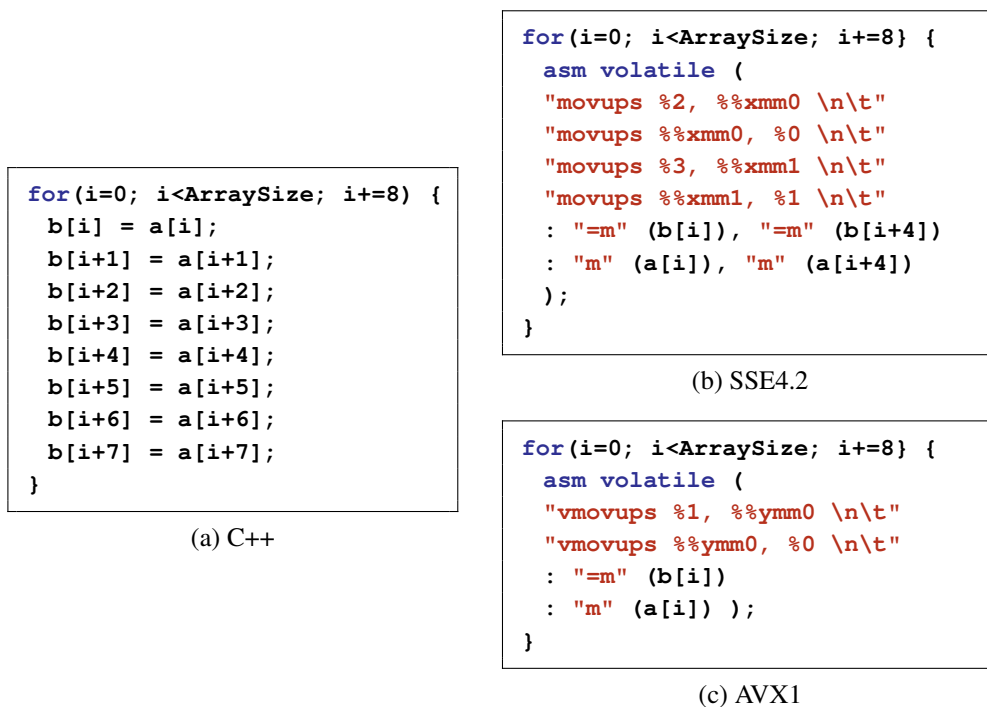 for(i=0; i<ArraySize; i+=8) {
b[i] = a[i];
b[i+1] = a[i+1];
b[i+2] = a[i+2];
b[i+3] = a[i+3];
b[i+4] = a[i+4];
b[i+5] = a[i+5];
b[i+6] = a[i+6];
b[i+7] = a[i+7];
}
(a) C++
for(i=0; i<ArraySize; i+=8} {
asm volatile (
"movups %2, %%xmm0 \n\t"
"movups %%xmm0, %0 \n\t"
"movups %3, %%xmm1 \n\t"
"movups %%xmm1, %1 \n\t"
: "=m" (b[i]), "=m" (b[i+4])
: "m" (a[i]), "m" (a[i+4])
);
}
(b) SSE4.2
for(i=0; i<ArraySize; i+=8} {
asm volatile (
"vmovups %1, %%ymm0 \n\t"
"vmovups %%ymm0, %0 \n\t"
: "=m" (b[i])
: "m" (a[i]) );
}
(c) AVX1